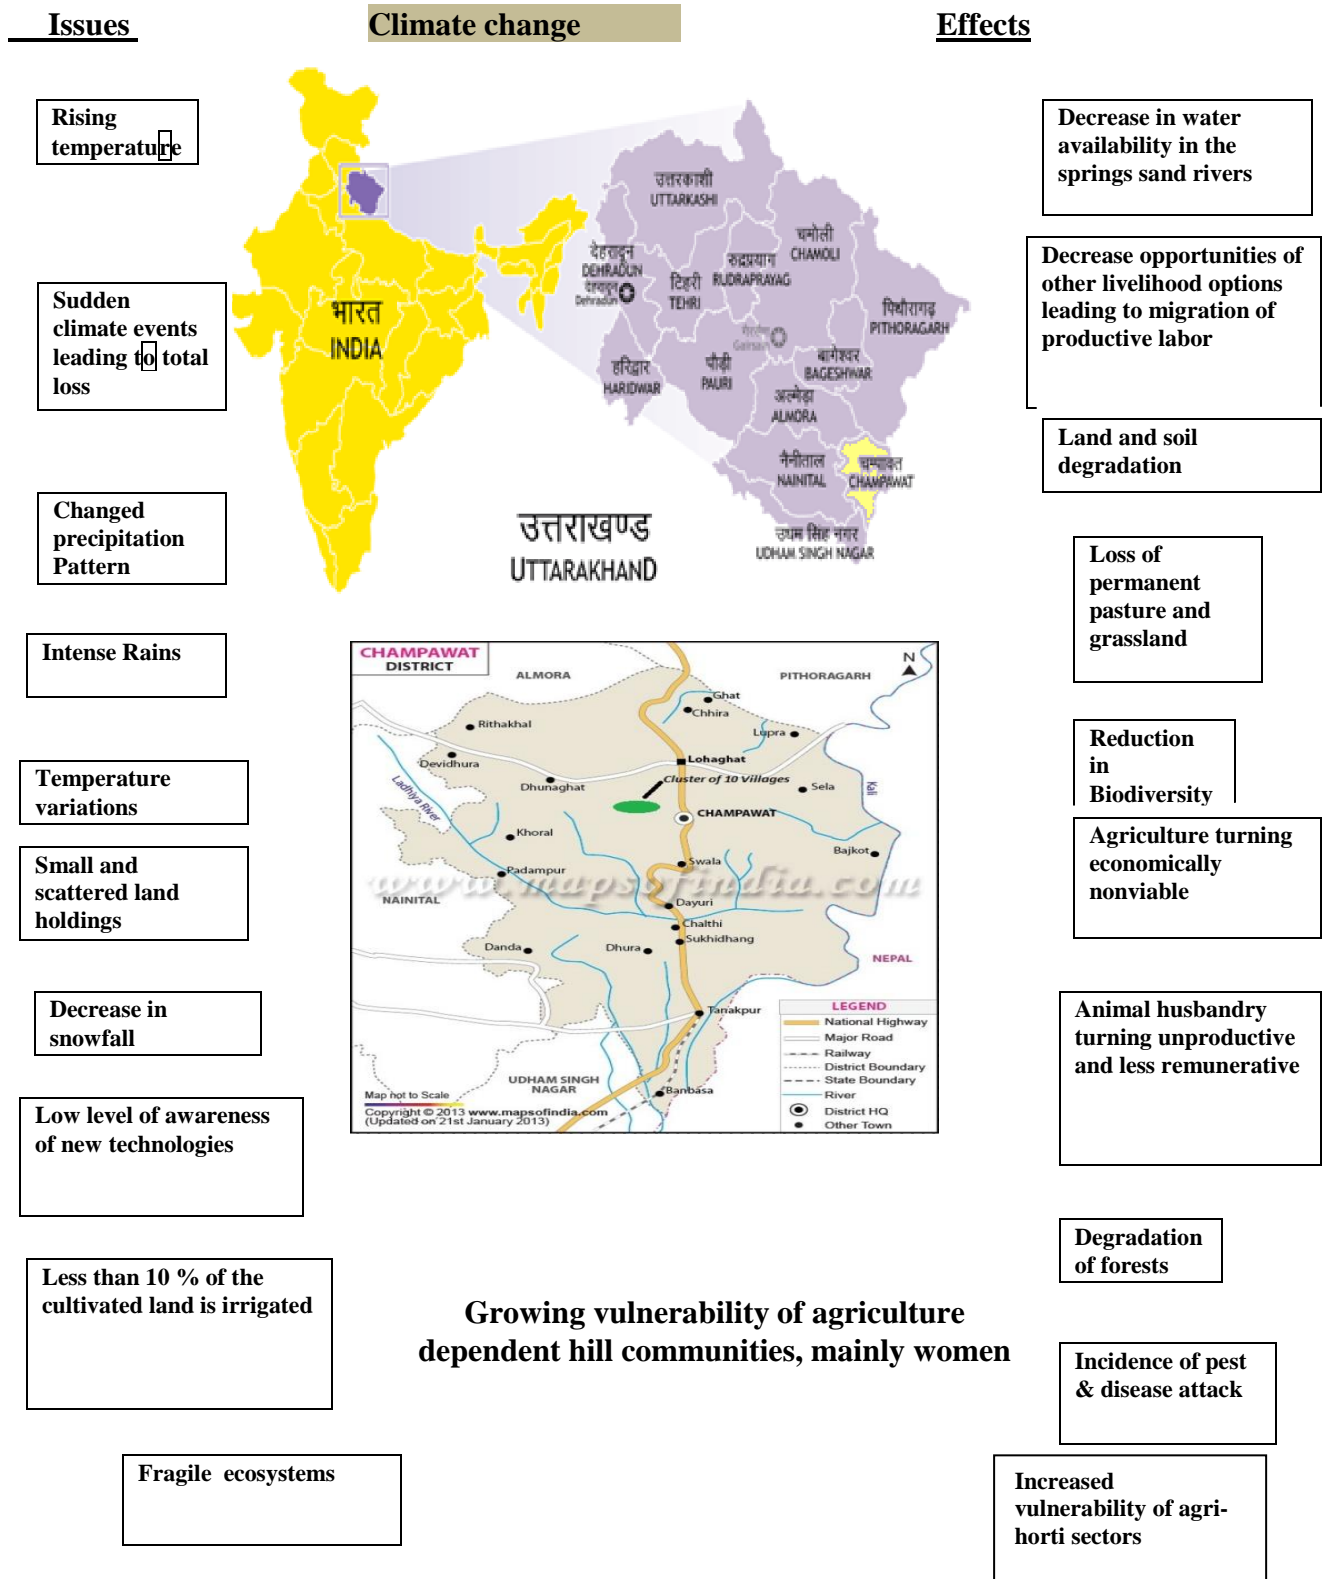 Issues
Climate change
Effects
Rising
temperature
Sudden
climate events
leading to total
loss
Changed
precipitation
Pattern
Intense Rains
Temperature
variations
Small and
scattered land
holdings
Decrease in
snowfall
Low level of awareness
of new technologies
Less than 10 % of the
cultivated land is irrigated
Fragile ecosystems
भारत
INDIA
उत्तरकाशी
UTTARKASHI
चमोली
CHAMOLI
देहरादून
DEHRADUN
देहरादून
Dehradun
रुद्रप्रयाग
RUDRAPRAYAG
टिहरी
TEHRI
पिथौरागढ़
PITHORAGARH
Gairsain
हरिद्वार
HARIDWAR
पौड़ी
PAURI
बागेश्वर
BAGESHWAR
अल्मोड़ा
ALMORA
नैनीताल
NAINITAL
चम्पावत
CHAMPAWAT
उधम सिंह नगर
UDHAM SINGH NAGAR
उत्तराखण्ड
UTTARAKHAND
CHAMPAWAT
DISTRICT
N
ALMORA
PITHORAGARH
Ghat
Chhira
Rithakhal
Lupra
Devidhura
Lohaghat
Cluster of 10 Villages
Dhunaghat
Sela
Kali
Ladhiya River
CHAMPAWAT
Khoral
Bajkot
Swala
Padampur
www.mapsofindia.com
NAINITAL
Dayuri
Chalthi
Sukhidhang
Danda
Dhura
NEPAL
Tanakpur
LEGEND
National Highway
Major Road
Railway
District Boundary
State Boundary
River
District HQ
Other Town
UDHAM SINGH
NAGAR
Banbasa
Map not to Scale
Copyright © 2013 www.mapsofindia.com
(Updated on 21st January 2013)
Growing vulnerability of agriculture
dependent hill communities, mainly women
Decrease in water
availability in the
springs sand rivers
Decrease opportunities of
other livelihood options
leading to migration of
productive labor
Land and soil
degradation
Loss of
permanent
pasture and
grassland
Reduction
in
Biodiversity
Agriculture turning
economically
nonviable
Animal husbandry
turning unproductive
and less remunerative
Degradation
of forests
Incidence of pest
& disease attack
Increased
vulnerability of agri-
horti sectors